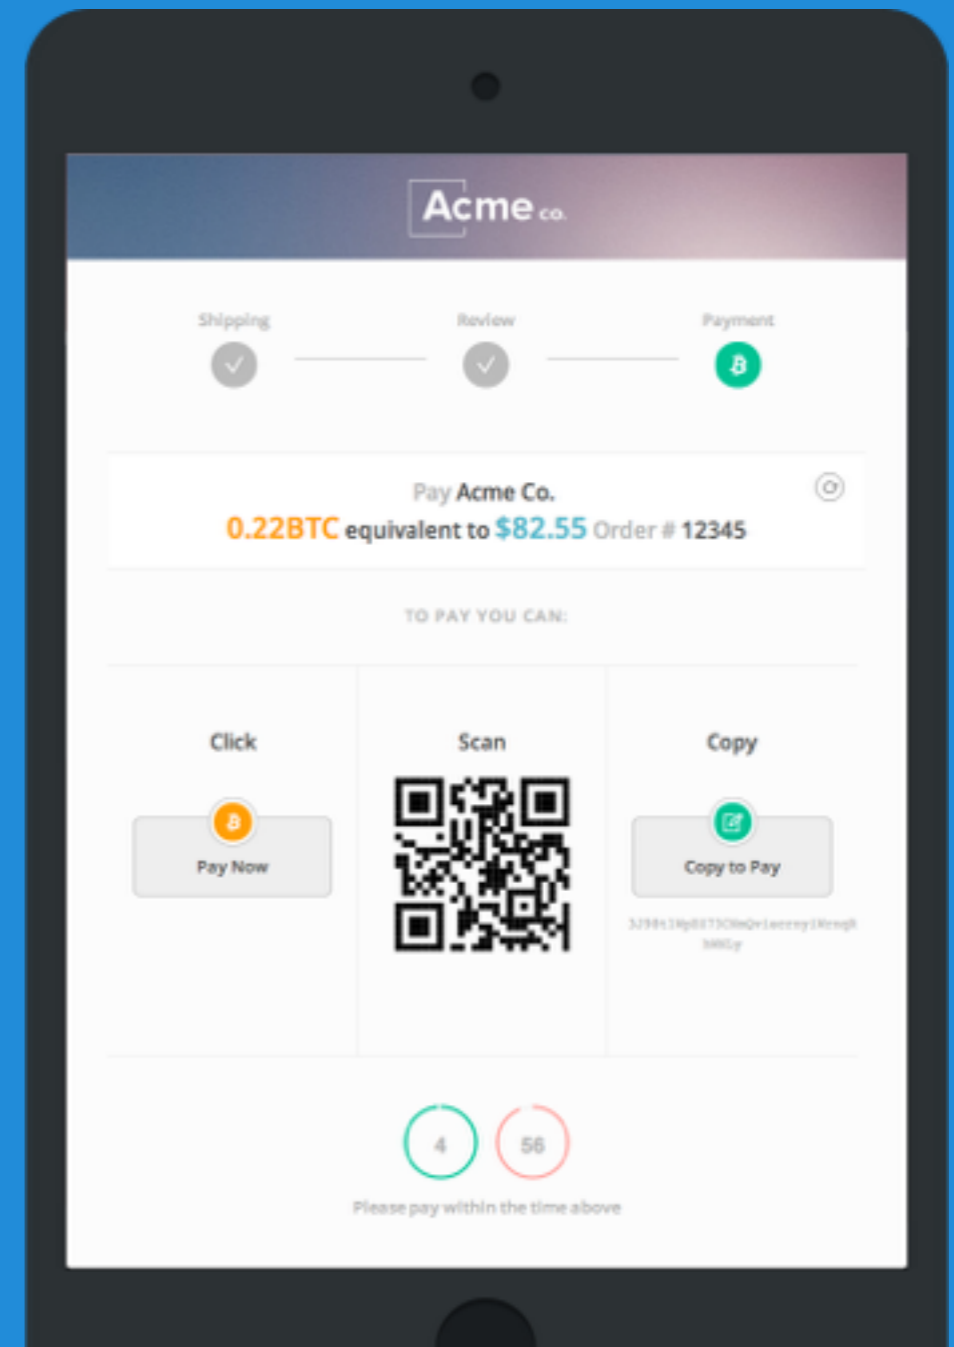 Acme co.
Shipping Review Payment
Pay Acme Co.
0.22BTC equivalent to $82.55 Order # 12345
TO PAY YOU CAN:
Click Scan Copy
Pay Now Copy to Pay
4 56
Please pay within the time above